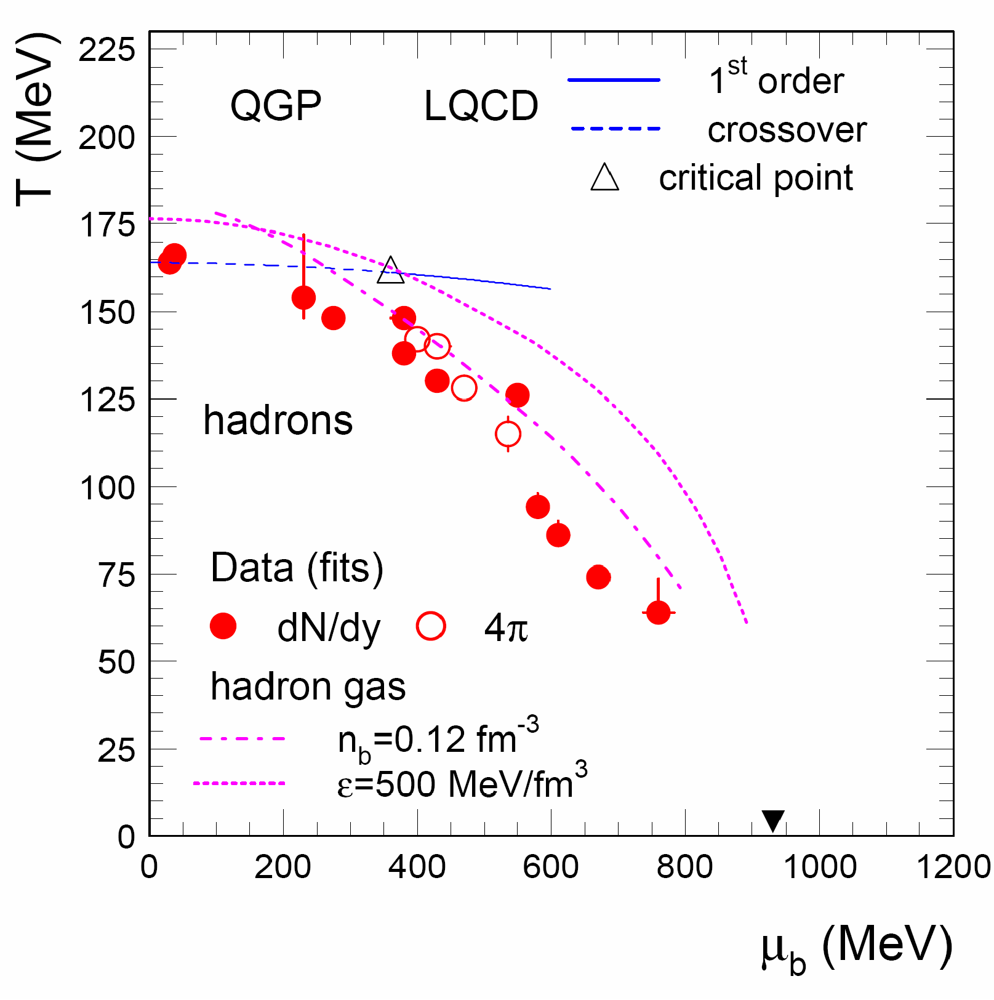 T (MeV)
225
200
175
150
125
100
75
50
25
0
QGP
LQCD
1st order
crossover
critical point
hadrons
Data (fits)
dN/dy
4π
hadron gas
nb=0.12 fm-3
ε=500 MeV/fm3
0 200 400 600 800 1000 1200
μb (MeV)